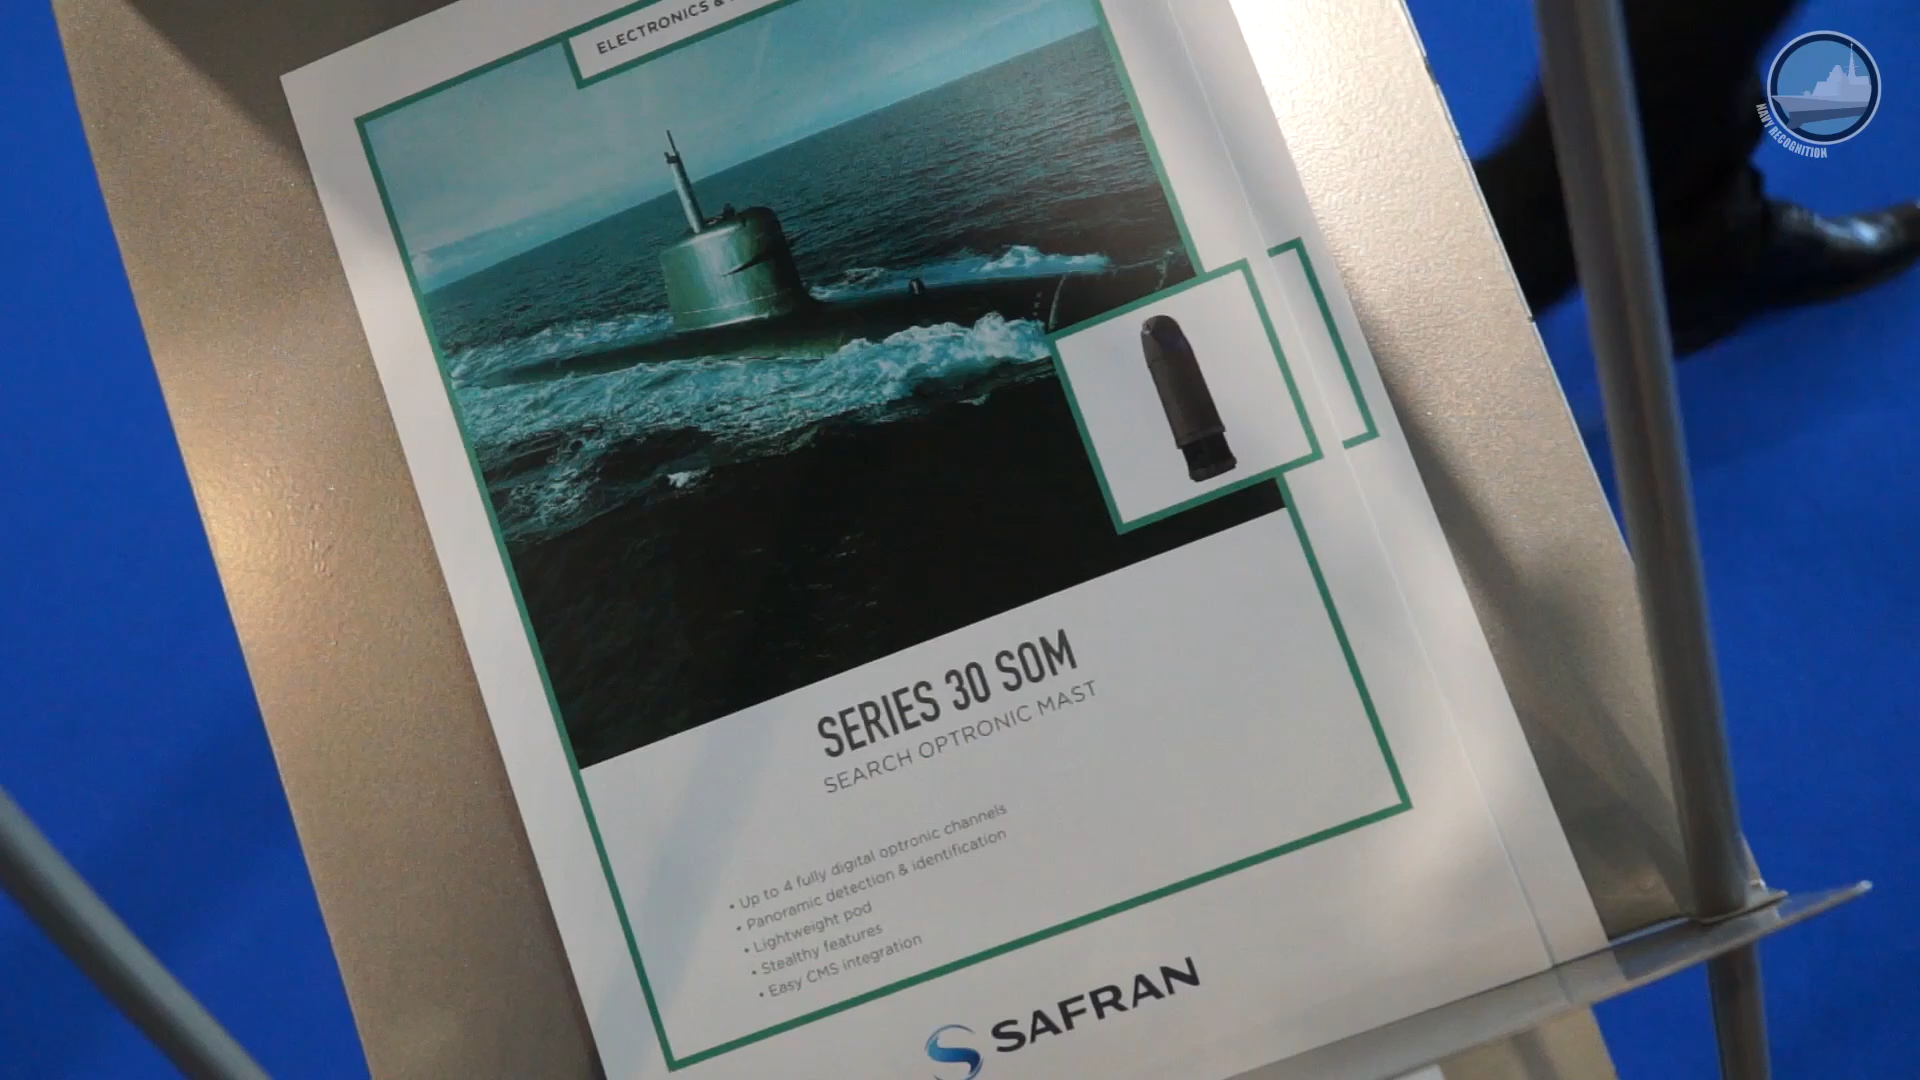 ELECTRONICS &
NAVY RECOGNITION
SERIES 30 SOM
SEARCH OPTRONIC MAST
• Up to 4 fully digital optronic channels
• Panoramic detection & identification
• Lightweight pod
• Stealthy features
• Easy CMS integration
SAFRAN